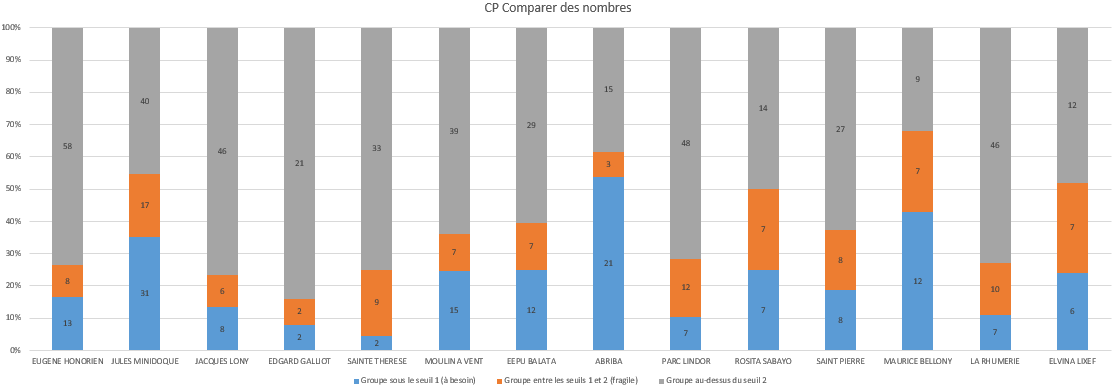 CP Comparer des nombres
100%
90%
80%
70%
60%
50%
40%
30%
20%
10%
0%
58 40 46 21 33 39 29 15 48 14 27 9 46 12
8 17 6 2 9 7 7 3 12 7 8 7 10 7
13 31 8 2 2 15 12 21 7 7 8 12 7 6
EUGENE HONORIEN JULES MINIDOQUE JACQUES LONY EDGARD GALLIOT SAINTE THERESE MOULIN A VENT EEPU BALATA ABRIBA PARC LINDOR ROSITA SABAYO SAINT PIERRE MAURICE BELLONY LA RHUMERIE ELVINA LIXEF
Groupe sous le seuil 1 (à besoin) Groupe entre les seuils 1 et 2 (fragile) Groupe au-dessus du seuil 2